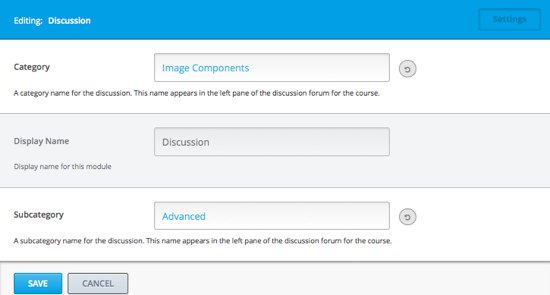 Editing: Discussion
Settings
Category
Image Components
A category name for the discussion. This name appears in the left pane of the discussion forum for the course.
Display Name
Discussion
Display name for this module
Subcategory
Advanced
A subcategory name for the discussion. This name appears in the left pane of the discussion forum for the course.
SAVE
CANCEL